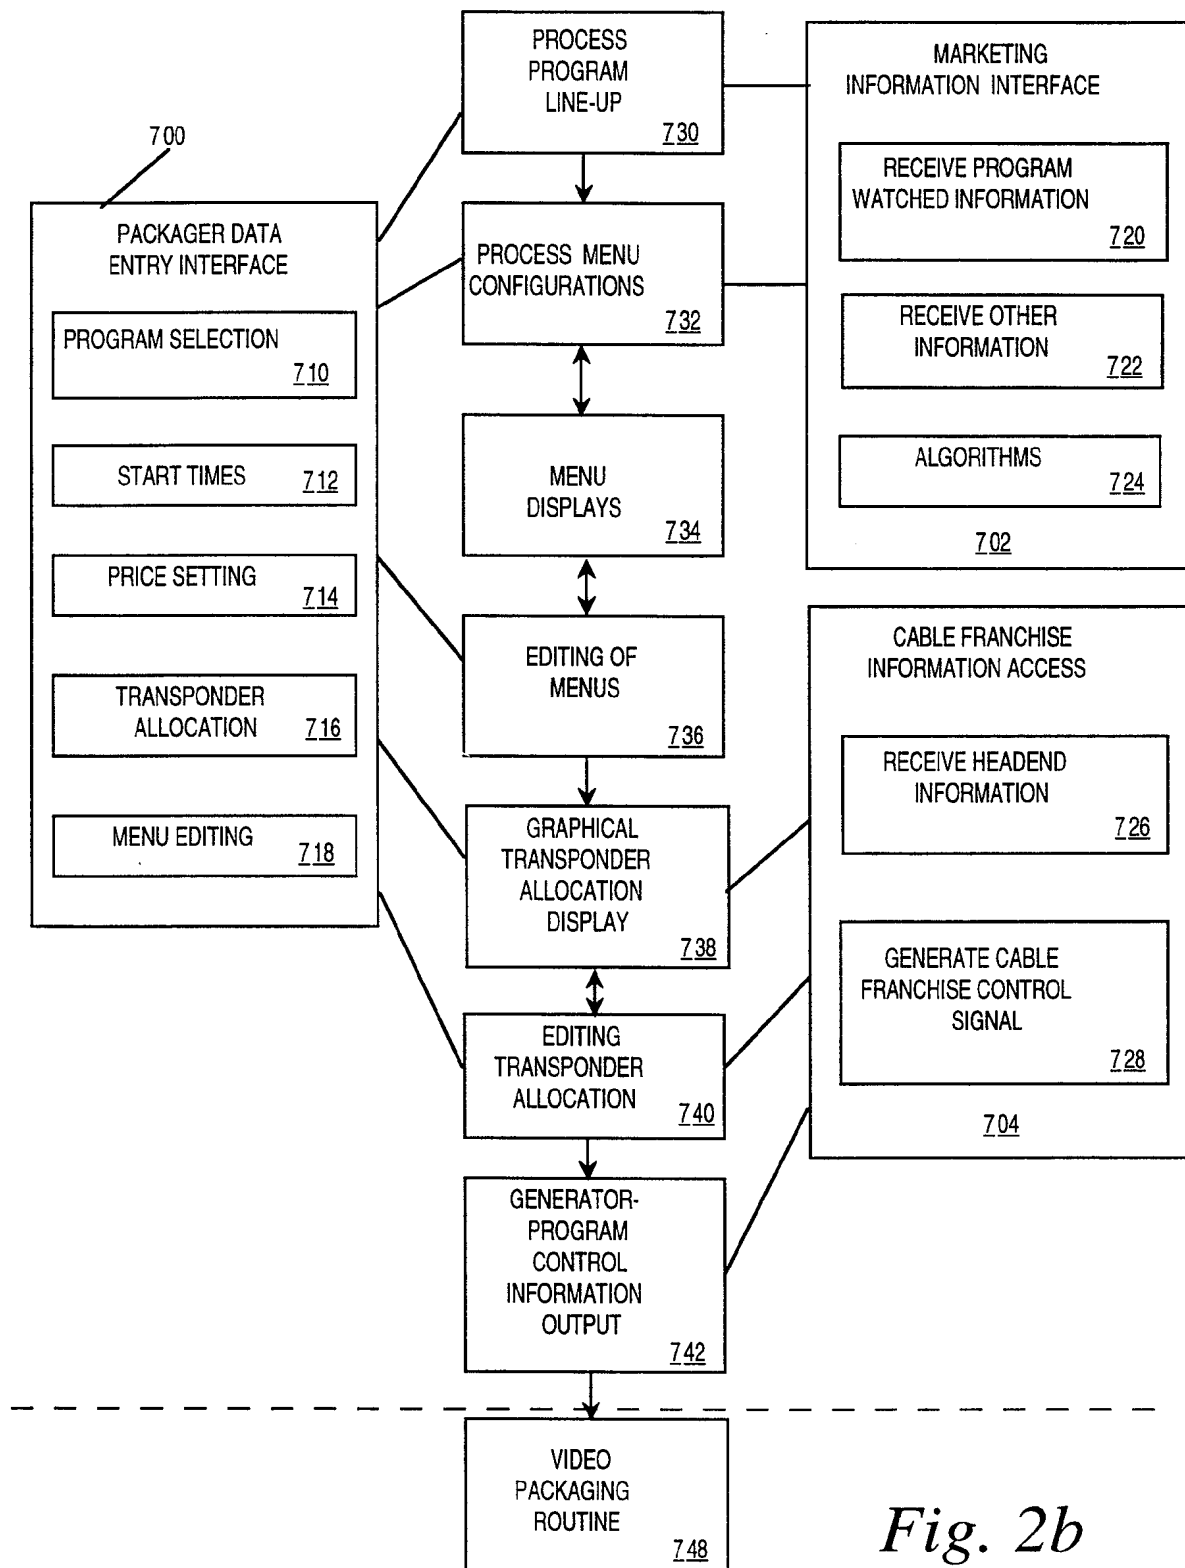 700
PACKAGER DATA
ENTRY INTERFACE
PROGRAM SELECTION
710
START TIMES 712
PRICE SETTING 714
TRANSPONDER
ALLOCATION 716
MENU EDITING 718
PROCESS
PROGRAM
LINE-UP
730
PROCESS MENU
CONFIGURATIONS
732
MENU
DISPLAYS
734
EDITING OF
MENUS
736
GRAPHICAL
TRANSPONDER
ALLOCATION
DISPLAY
738
EDITING
TRANSPONDER
ALLOCATION
740
GENERATOR-
PROGRAM
CONTROL
INFORMATION
OUTPUT
742
VIDEO
PACKAGING
ROUTINE
748
MARKETING
INFORMATION INTERFACE
RECEIVE PROGRAM
WATCHED INFORMATION
720
RECEIVE OTHER
INFORMATION
722
ALGORITHMS
724
702
CABLE FRANCHISE
INFORMATION ACCESS
RECEIVE HEADEND
INFORMATION
726
GENERATE CABLE
FRANCHISE CONTROL
SIGNAL
728
704
Fig. 2b